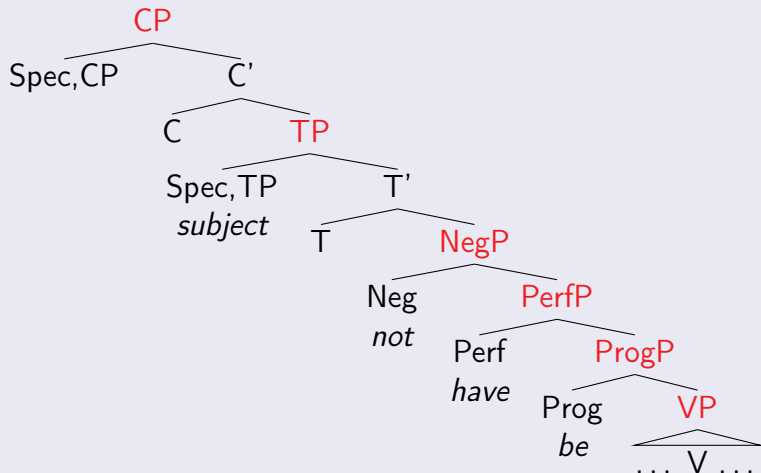 CP
Spec,CP C'
C TP
Spec,TP T'
subject
T NegP
Neg PerfP
not
Perf ProgP
have
Prog VP
be
... V ...